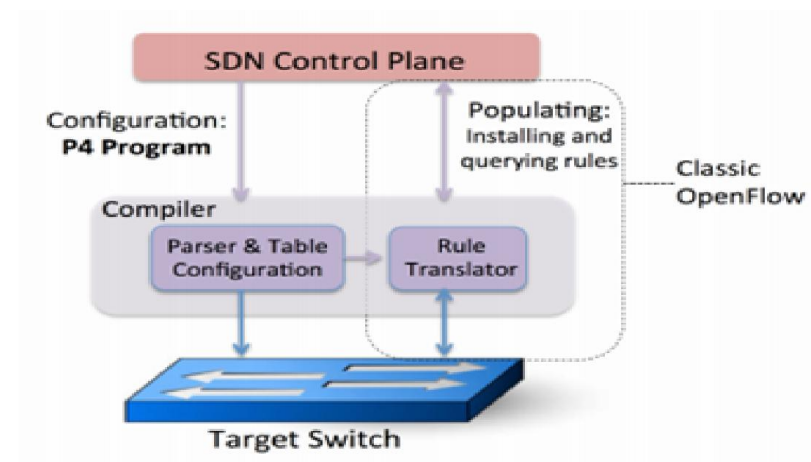 SDN Control Plane
Configuration:
P4 Program
Populating:
Installing and
querying rules
Classic
OpenFlow
Compiler
Parser & Table
Configuration
Rule
Translator
Target Switch